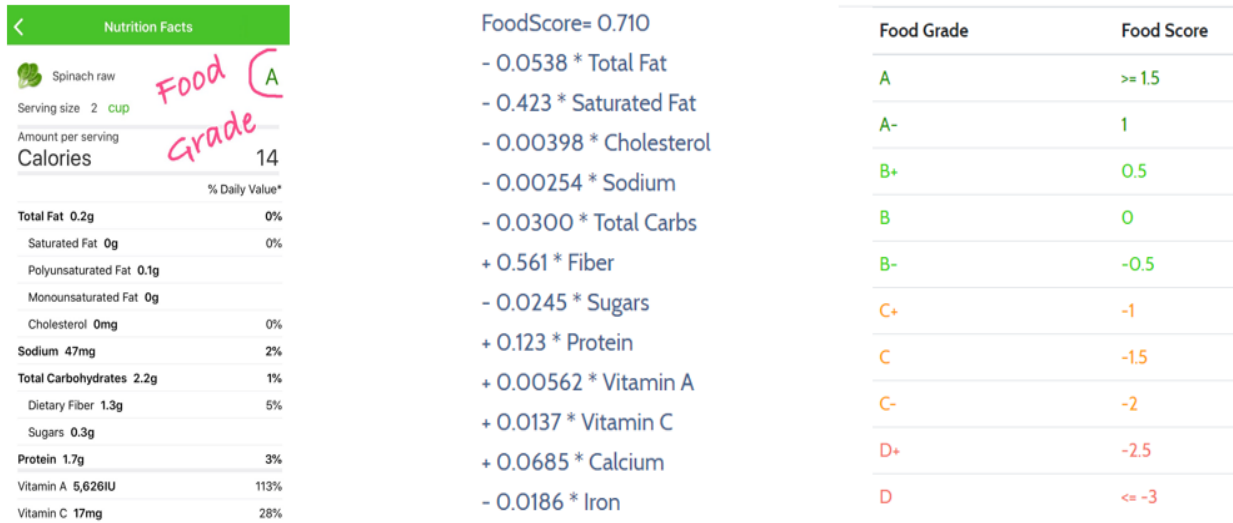 Nutrition Facts
Spinach raw
Food
A
Serving size 2 cup
Grade
Amount per serving
Calories 14
% Daily Value*
Total Fat 0.2g 0%
Saturated Fat 0g 0%
Polyunsaturated Fat 0.1g
Monounsaturated Fat 0g
Cholesterol 0mg 0%
Sodium 47mg 2%
Total Carbohydrates 2.2g 1%
Dietary Fiber 1.3g 5%
Sugars 0.3g
Protein 1.7g 3%
Vitamin A 5,626IU 113%
Vitamin C 17mg 28%
FoodScore= 0.710
- 0.0538 * Total Fat
- 0.423 * Saturated Fat
- 0.00398 * Cholesterol
- 0.00254 * Sodium
- 0.0300 * Total Carbs
+ 0.561 * Fiber
- 0.0245 * Sugars
+ 0.123 * Protein
+ 0.00562 * Vitamin A
+ 0.0137 * Vitamin C
+ 0.0685 * Calcium
- 0.0186 * Iron
Food Grade Food Score
A >= 1.5
A- 1
B+ 0.5
B 0
B- -0.5
C+ -1
C -1.5
C- -2
D+ -2.5
D <= -3